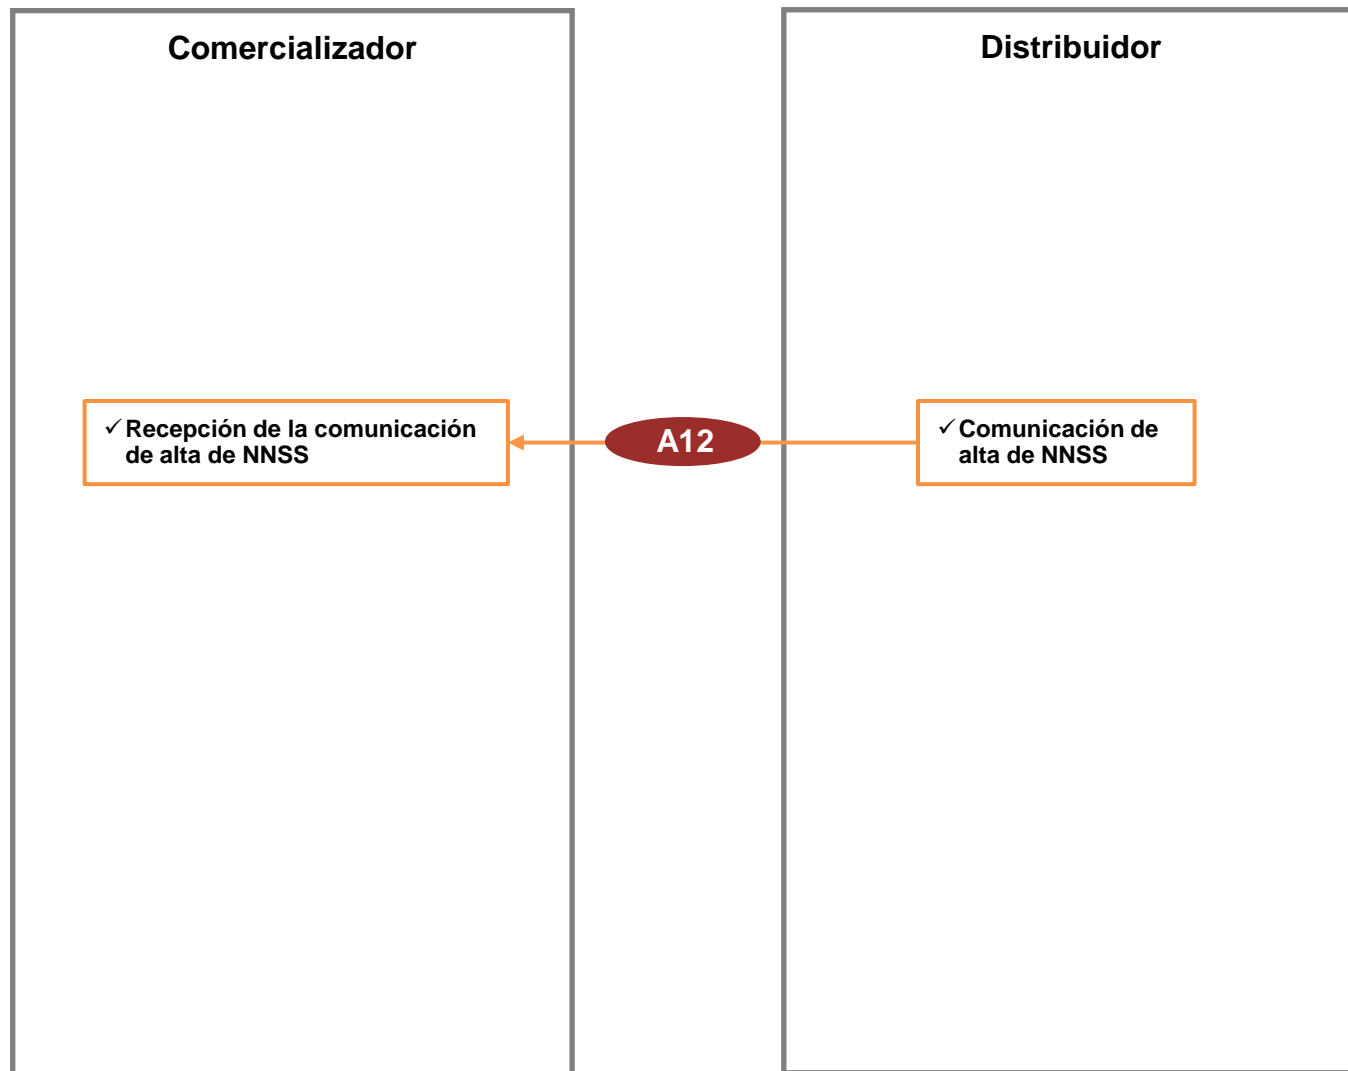 Comercializador
Distribuidor
✓ Recepción de la comunicación
de alta de NNSS
A12
✓ Comunicación de
alta de NNSS